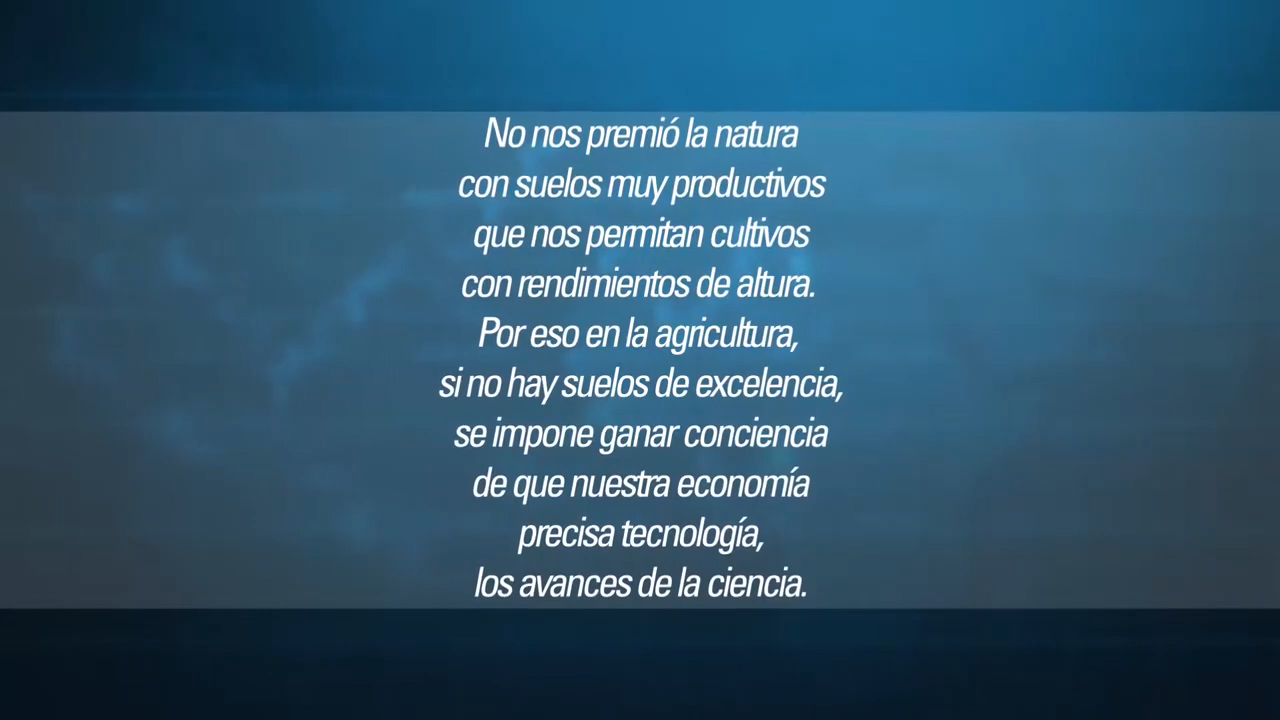 No nos premió la natura
con suelos muy productivos
que nos permitan cultivos
con rendimientos de altura.
Por eso en la agricultura,
si no hay suelos de excelencia,
se impone ganar conciencia
de que nuestra economía
precisa tecnología,
los avances de la ciencia.